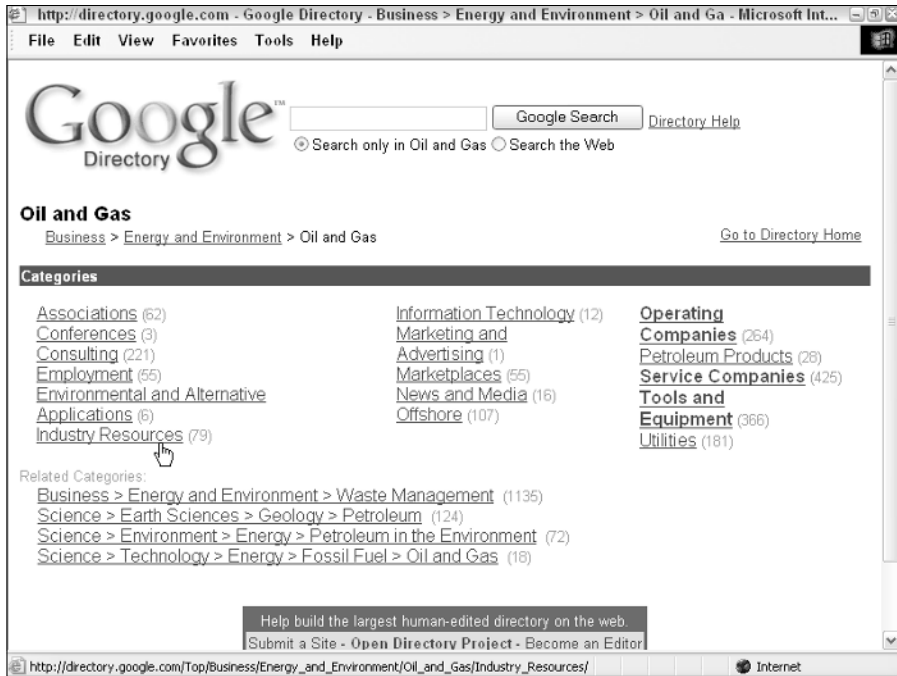 http://directory.google.com - Google Directory - Business > Energy and Environment > Oil and Ga - Microsoft Int...
File Edit View Favorites Tools Help
Google™
Directory
Google Search
Directory Help
Search only in Oil and Gas Search the Web
Oil and Gas
Business > Energy and Environment > Oil and Gas
Go to Directory Home
Categories
Associations (62)
Conferences (3)
Consulting (221)
Employment (55)
Environmental and Alternative
Applications (6)
Industry Resources (79)
Information Technology (12)
Marketing and
Advertising (1)
Marketplaces (55)
News and Media (16)
Offshore (107)
Operating
Companies (264)
Petroleum Products (28)
Service Companies (425)
Tools and
Equipment (366)
Utilities (181)
Related Categories:
Business > Energy and Environment > Waste Management (1135)
Science > Earth Sciences > Geology > Petroleum (124)
Science > Environment > Energy > Petroleum in the Environment (72)
Science > Technology > Energy > Fossil Fuel > Oil and Gas (18)
Help build the largest human-edited directory on the web.
Submit a Site - Open Directory Project - Become an Editor
http://directory.google.com/Top/Business/Energy_and_Environment/Oil_and_Gas/Industry_Resources/
Internet